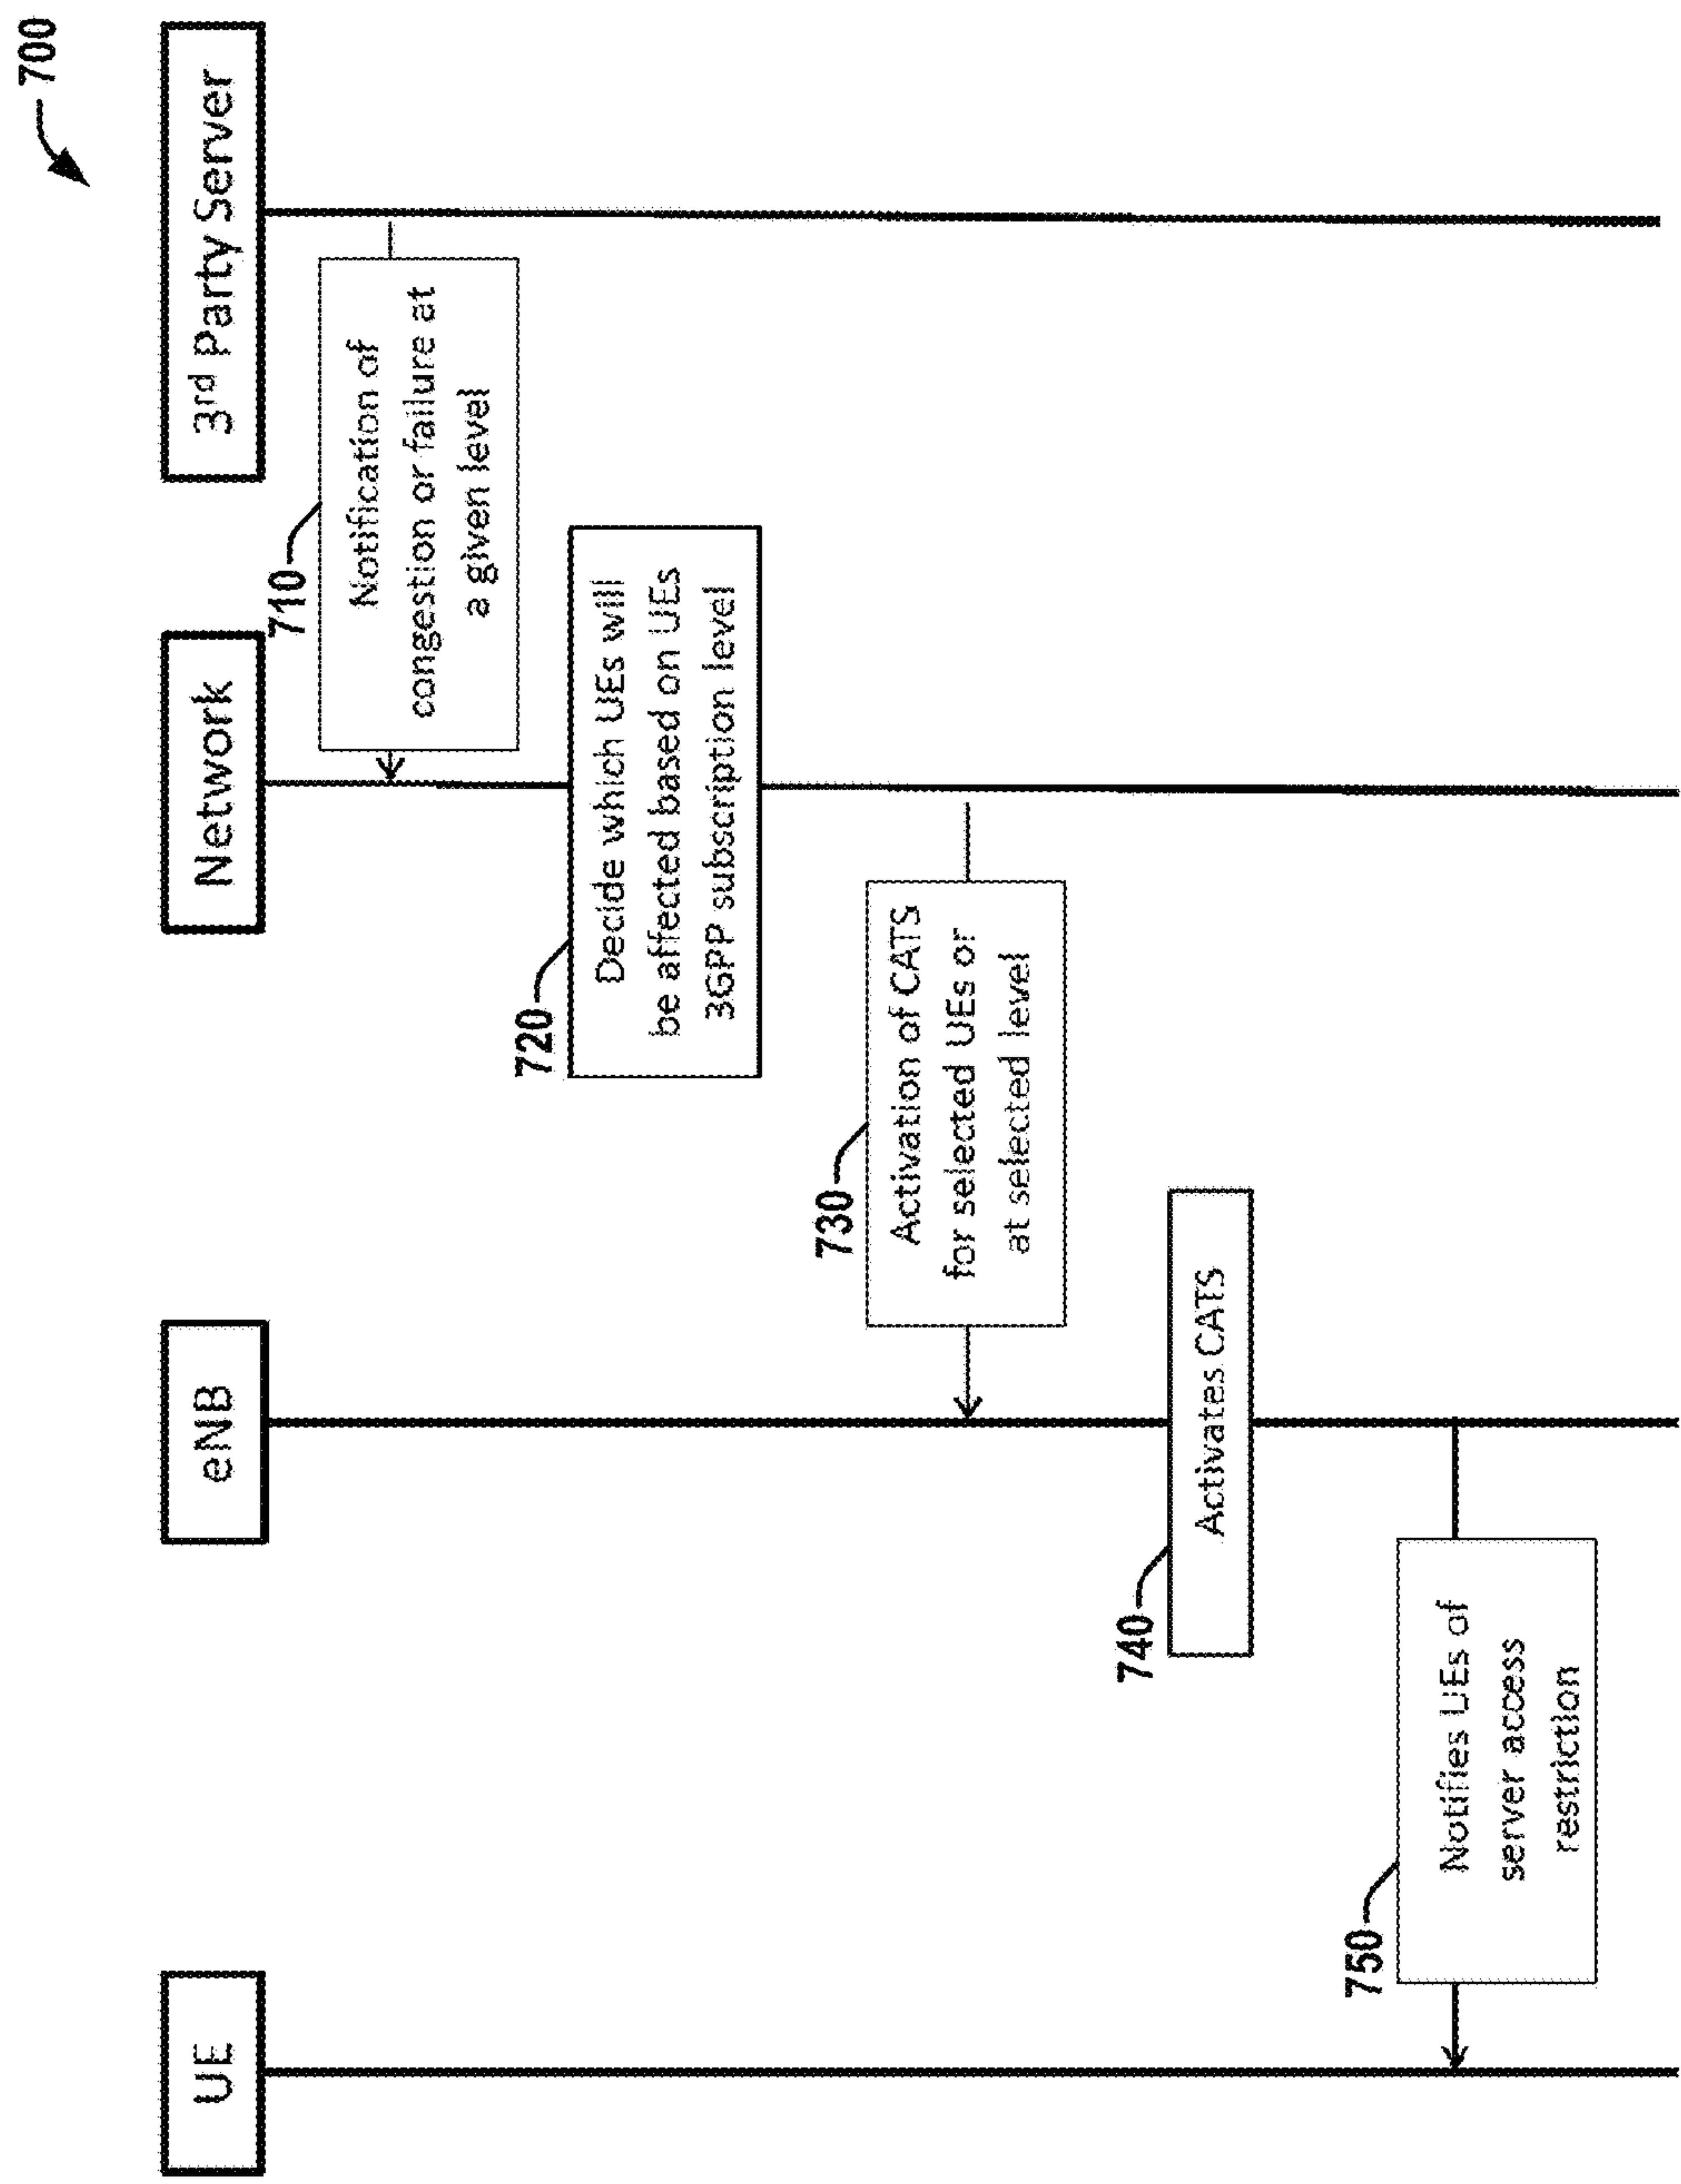 700
UE
eNB
Network
3rd Party Server
710
Notification of
congestion or failure at
a given level
720
Decide which UEs will
be affected based on UEs
3GPP subscription level
730
Activation of CATS
for selected UEs or
at selected level
740
Activates CATS
750
Notifies UEs of
server access
restriction